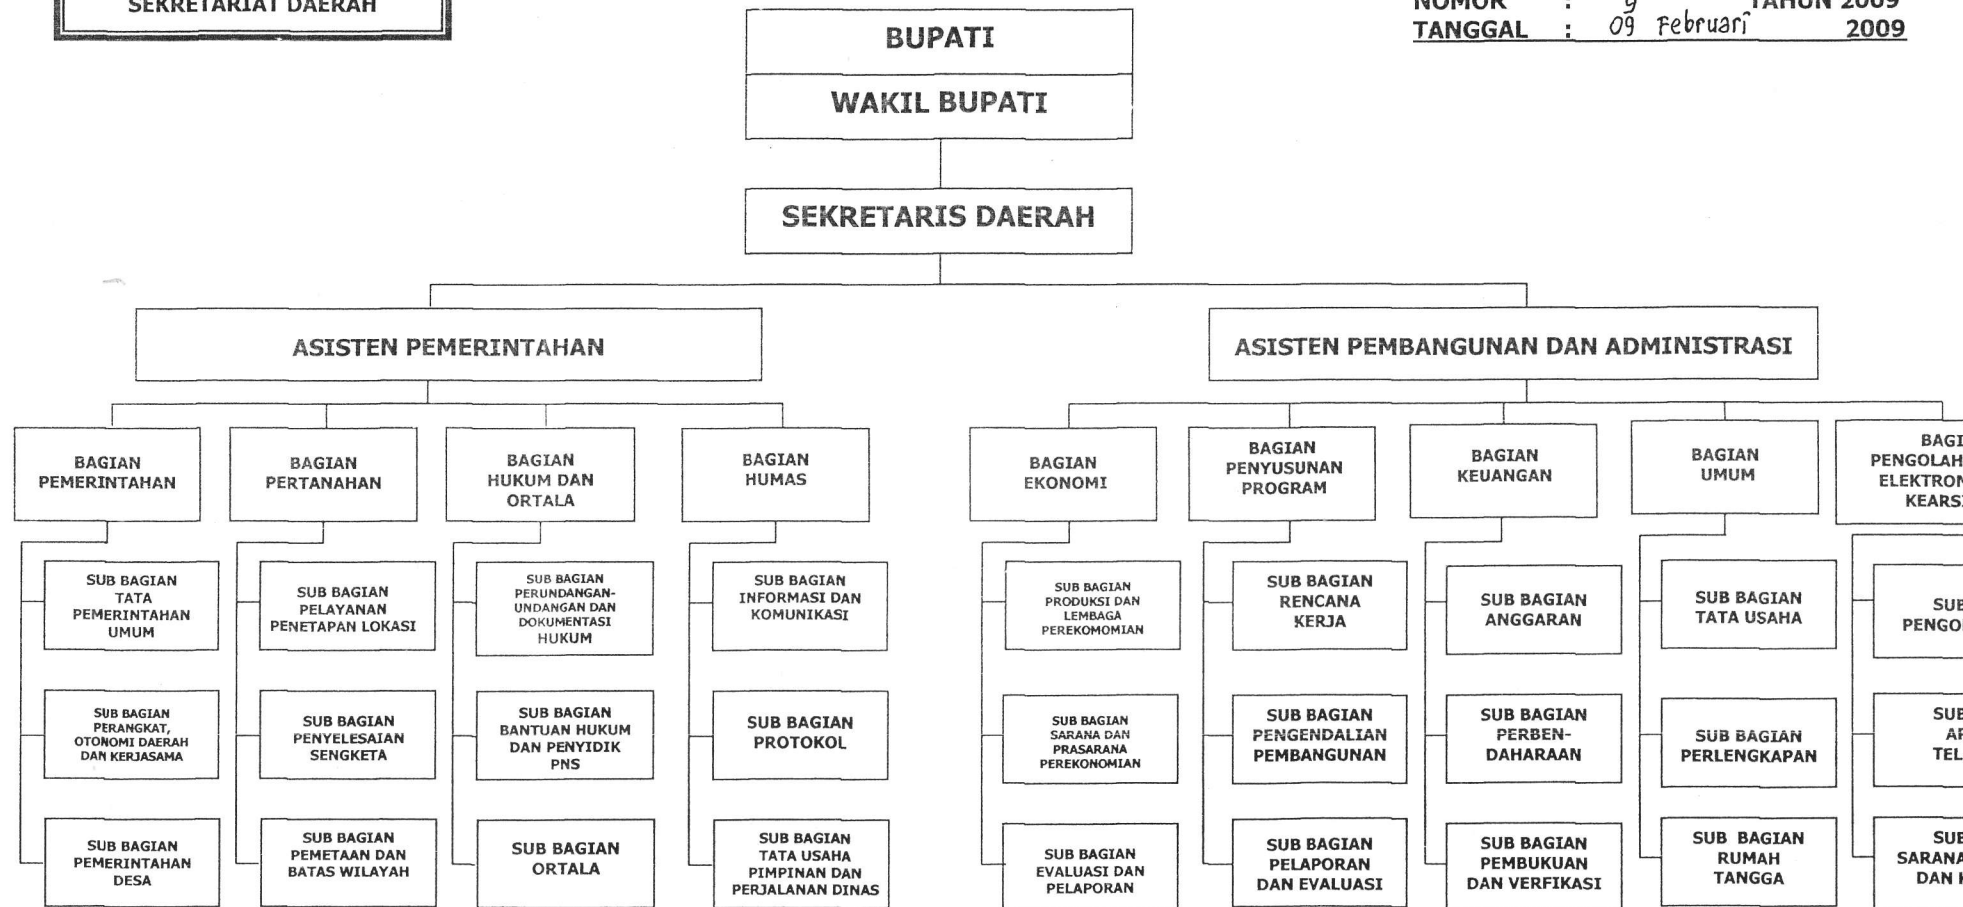 SEKRETARIAT DAERAH
NOMOR : 9 TAHUN 2009
TANGGAL : 09 Februari 2009
BUPATI
WAKIL BUPATI
SEKRETARIS DAERAH
ASISTEN PEMERINTAHAN
ASISTEN PEMBANGUNAN DAN ADMINISTRASI
BAGIAN
PEMERINTAHAN
BAGIAN
PERTANAHAN
BAGIAN
HUKUM DAN
ORTALA
BAGIAN
HUMAS
BAGIAN
EKONOMI
BAGIAN
PENYUSUNAN
PROGRAM
BAGIAN
KEUANGAN
BAGIAN
UMUM
SUB BAGIAN
TATA
PEMERINTAHAN
UMUM
SUB BAGIAN
PELAYANAN
PENETAPAN LOKASI
SUB BAGIAN
PERUNDANGAN-
UNDANGAN DAN
DOKUMENTASI
HUKUM
SUB BAGIAN
INFORMASI DAN
KOMUNIKASI
SUB BAGIAN
PRODUKSI DAN
LEMBAGA
PEREKOMOMIAN
SUB BAGIAN
RENCANA
KERJA
SUB BAGIAN
ANGGARAN
SUB BAGIAN
TATA USAHA
SUB BAGIAN
PERANGKAT,
OTONOMI DAERAH
DAN KERJASAMA
SUB BAGIAN
PENYELESAIAN
SENGKETA
SUB BAGIAN
BANTUAN HUKUM
DAN PENYIDIK
PNS
SUB BAGIAN
PROTOKOL
SUB BAGIAN
SARANA DAN
PRASARANA
PEREKONOMIAN
SUB BAGIAN
PENGENDALIAN
PEMBANGUNAN
SUB BAGIAN
PERBEN-
DAHARAAN
SUB BAGIAN
PERLENGKAPAN
SUB BAGIAN
PEMERINTAHAN
DESA
SUB BAGIAN
PEMETAAN DAN
BATAS WILAYAH
SUB BAGIAN
ORTALA
SUB BAGIAN
TATA USAHA
PIMPINAN DAN
PERJALANAN DINAS
SUB BAGIAN
EVALUASI DAN
PELAPORAN
SUB BAGIAN
PELAPORAN
DAN EVALUASI
SUB BAGIAN
PEMBUKUAN
DAN VERFIKASI
SUB BAGIAN
RUMAH
TANGGA
SUB
SARANA
DAN